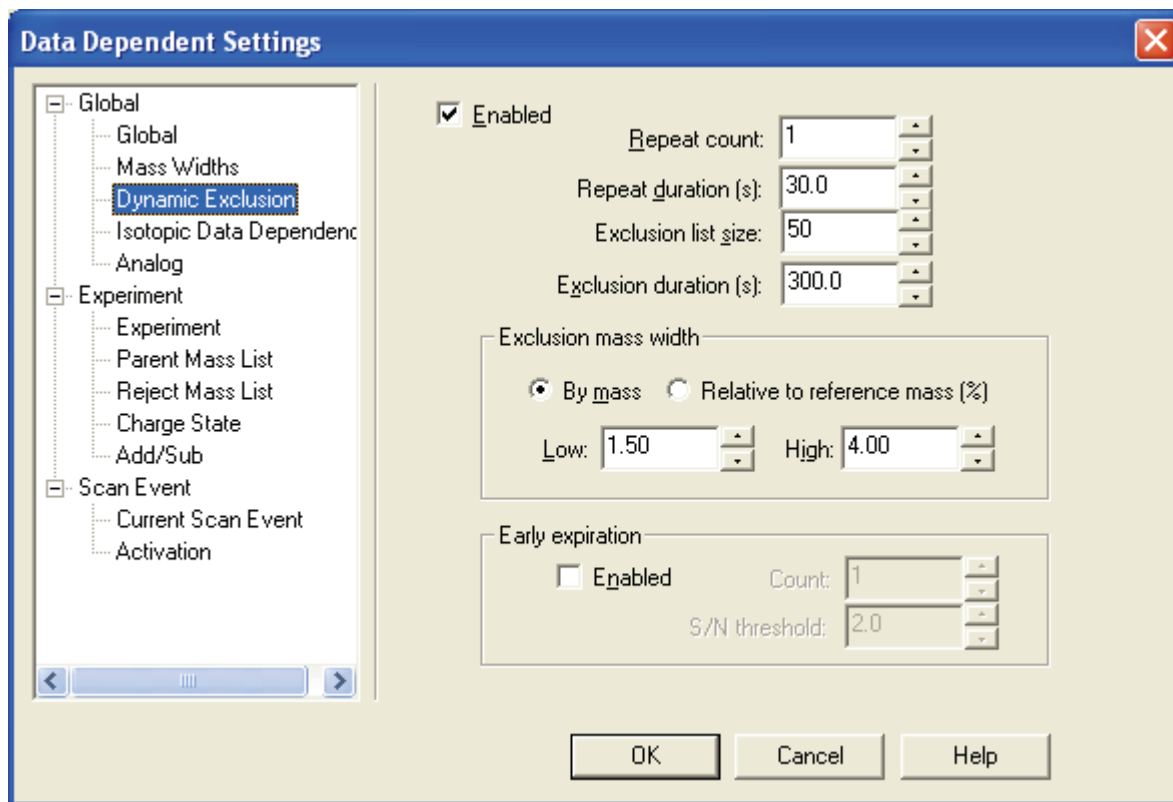 Data Dependent Settings
Global
Global
Mass Widths
Dynamic Exclusion
Isotopic Data Dependenc
Analog
Experiment
Experiment
Parent Mass List
Reject Mass List
Charge State
Add/Sub
Scan Event
Current Scan Event
Activation
Enabled
Repeat count: 1
Repeat duration (s): 30.0
Exclusion list size: 50
Exclusion duration (s): 300.0
Exclusion mass width
By mass Relative to reference mass (%)
Low: 1.50 High: 4.00
Early expiration
Enabled Count: 1
S/N threshold: 2.0
OK Cancel Help